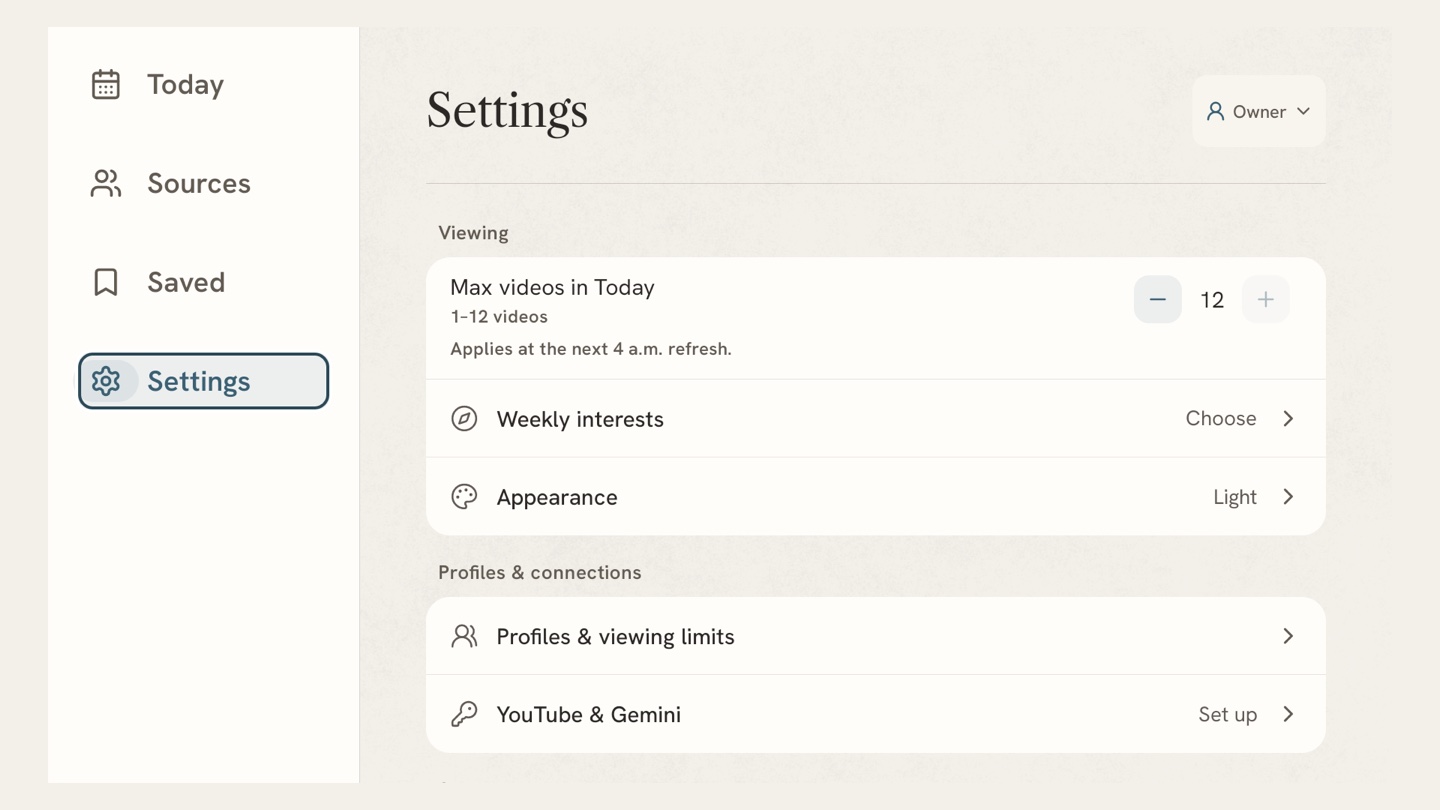 Today
Sources
Saved
Settings
Settings
Owner
Viewing
Max videos in Today
1–12 videos
Applies at the next 4 a.m. refresh.
12
Weekly interests
Choose
Appearance
Light
Profiles & connections
Profiles & viewing limits
YouTube & Gemini
Set up